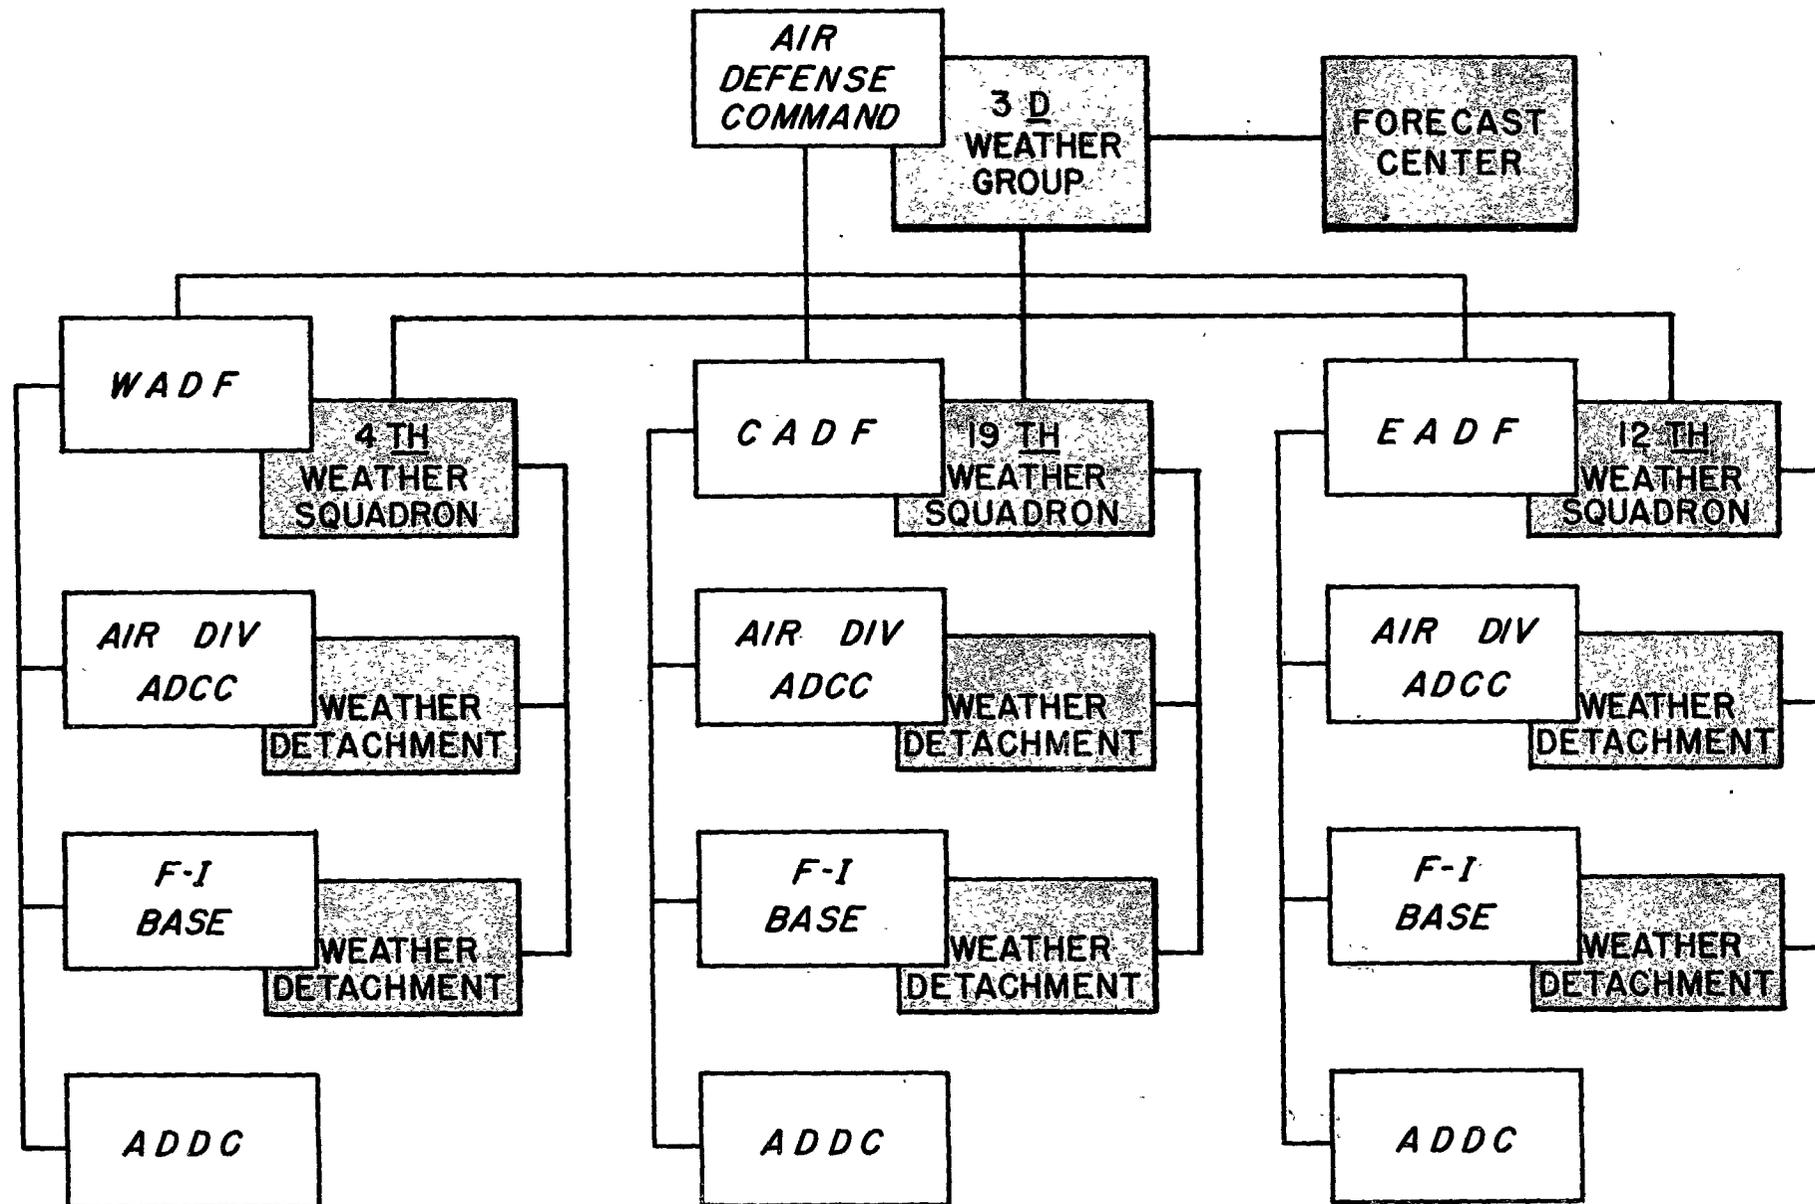 AIR
DEFENSE
COMMAND
3 D
WEATHER
GROUP
FORECAST
CENTER
WADF
4 TH
WEATHER
SQUADRON
CADF
19 TH
WEATHER
SQUADRON
EADF
12 TH
WEATHER
SQUADRON
AIR DIV
ADCC
WEATHER
DETACHMENT
AIR DIV
ADCC
WEATHER
DETACHMENT
AIR DIV
ADCC
WEATHER
DETACHMENT
F-I
BASE
WEATHER
DETACHMENT
F-I
BASE
WEATHER
DETACHMENT
F-I
BASE
WEATHER
DETACHMENT
ADDC
ADDC
ADDC